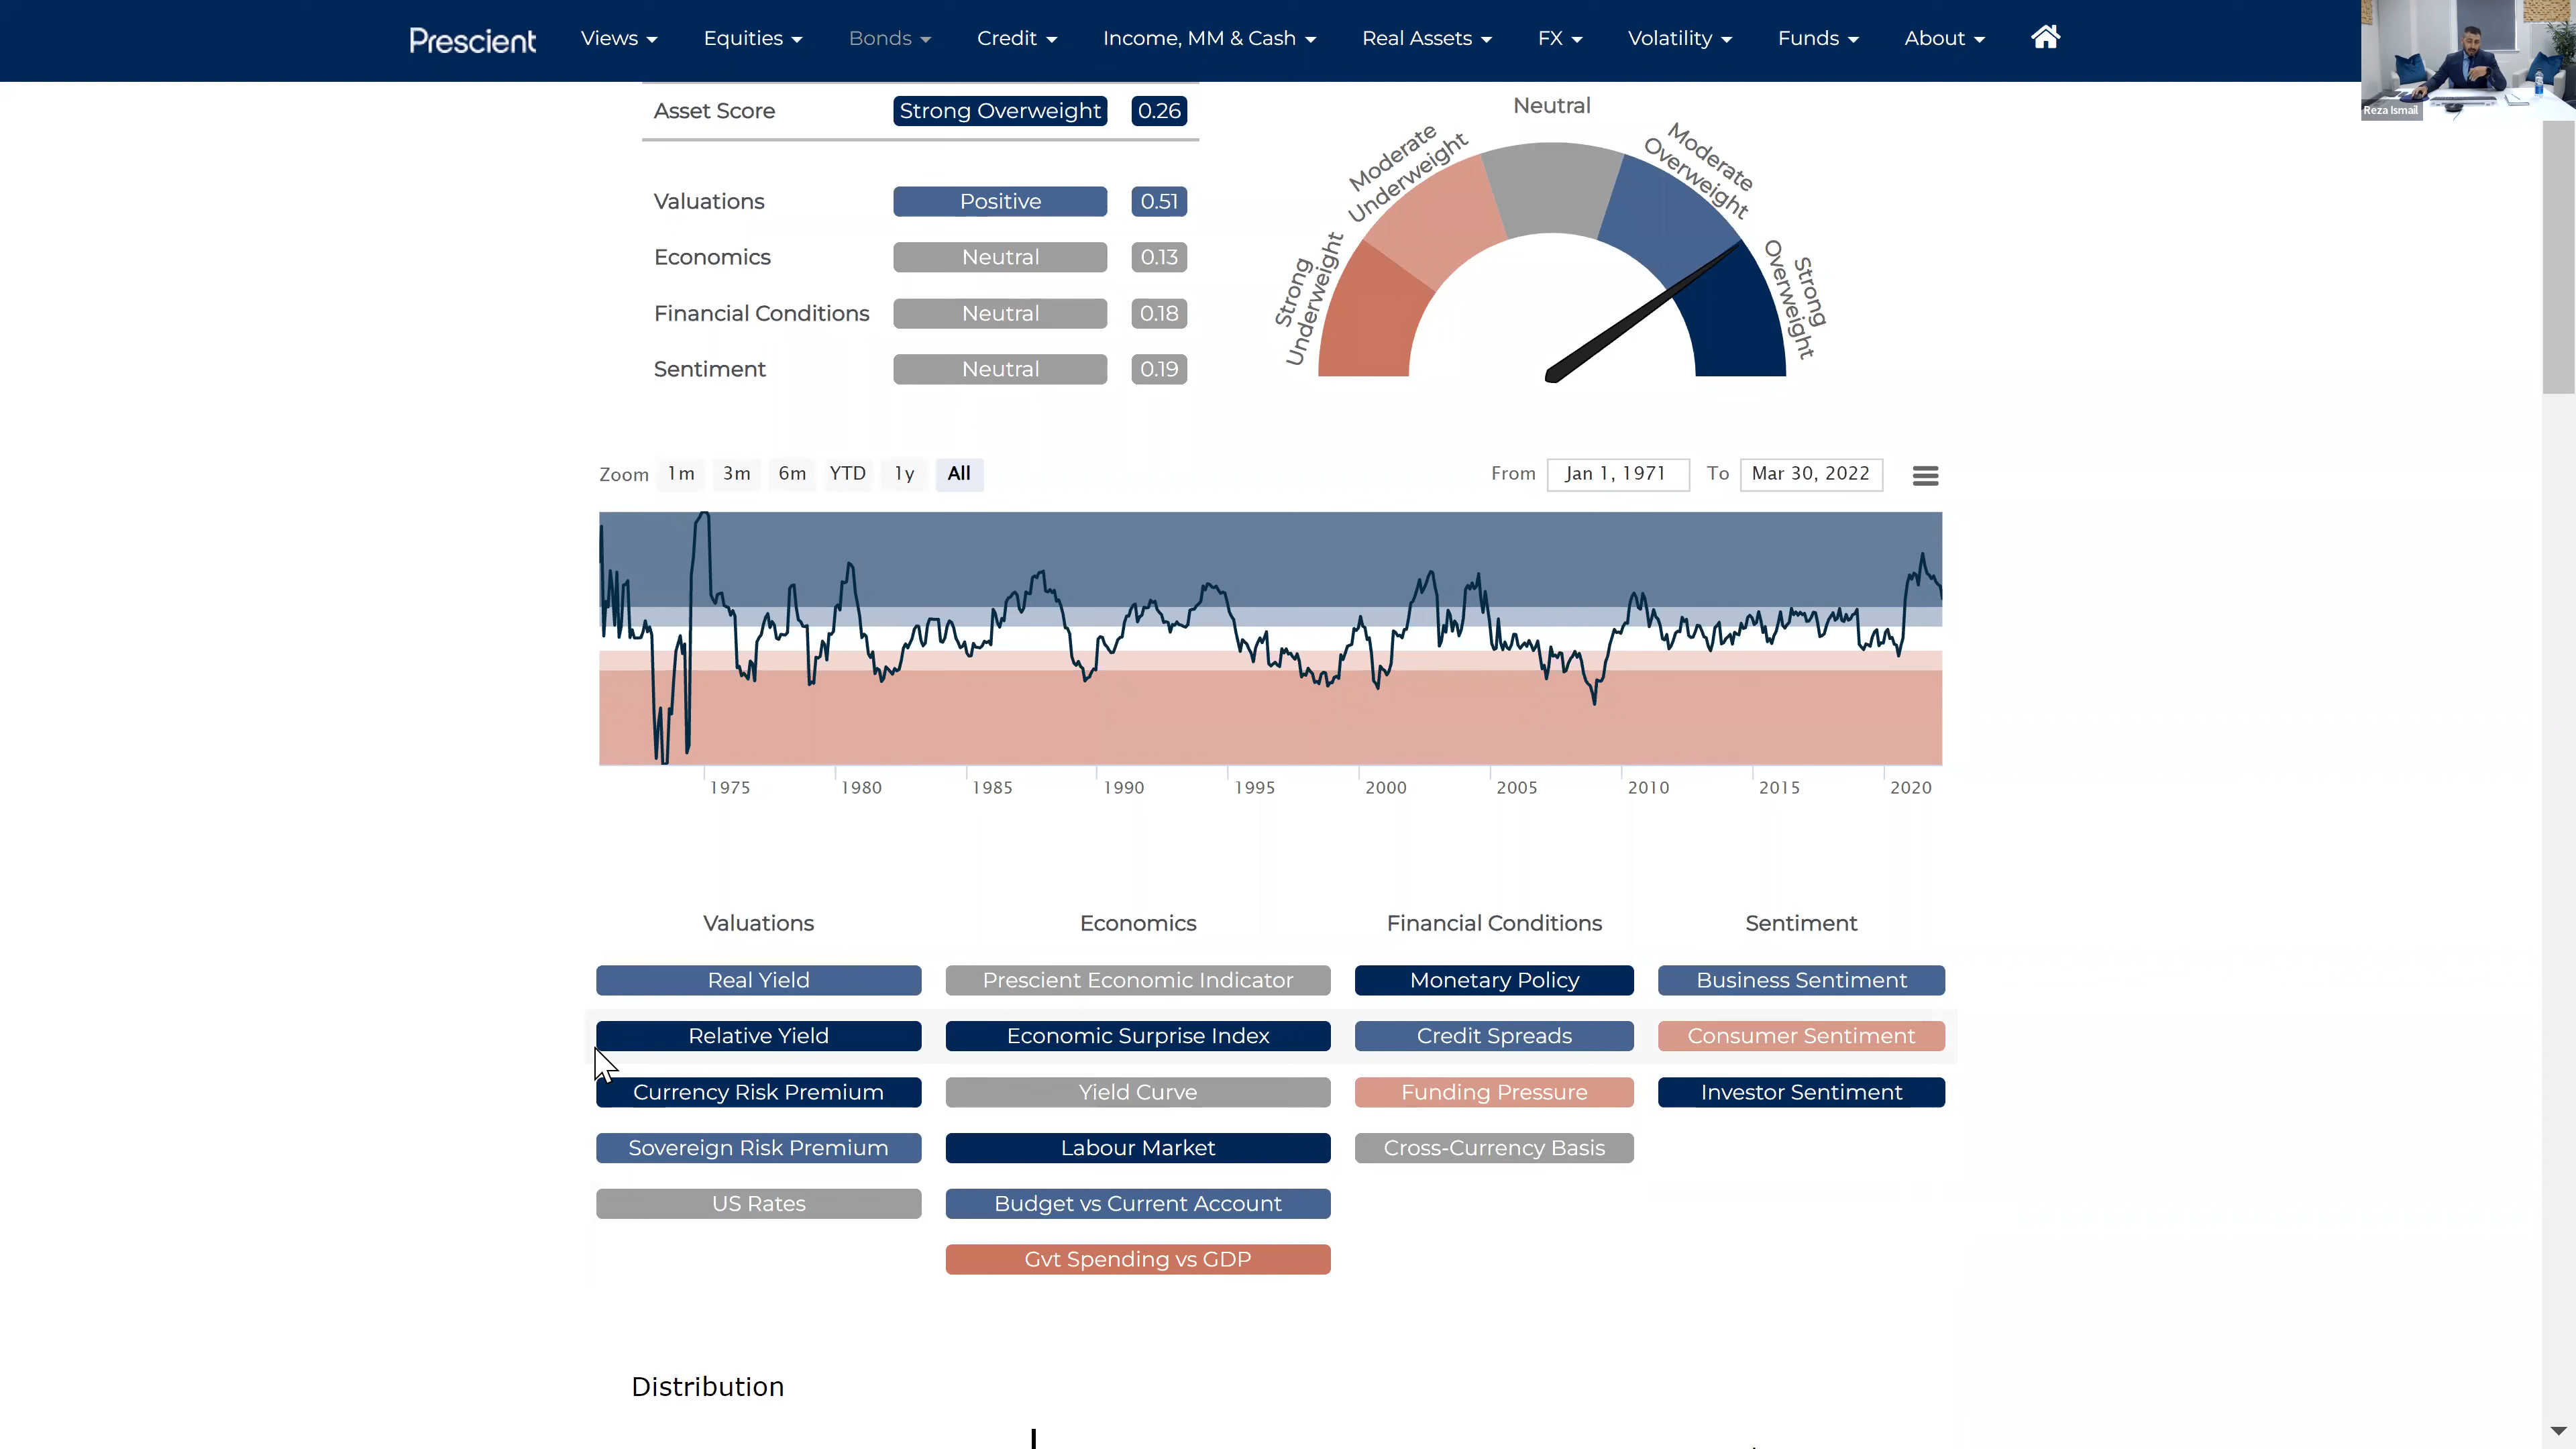 Prescient Views Equities Bonds Credit Income, MM & Cash Real Assets FX Volatility Funds About
Reza Ismail
Asset Score Strong Overweight 0.26
Valuations Positive 0.51
Economics Neutral 0.13
Financial Conditions Neutral 0.18
Sentiment Neutral 0.19
Strong
Underweight
Moderate
Underweight
Neutral
Moderate
Overweight
Strong
Overweight
Zoom 1m 3m 6m YTD 1y All From Jan 1, 1971 To Mar 30, 2022
1975 1980 1985 1990 1995 2000 2005 2010 2015 2020
Valuations Economics Financial Conditions Sentiment
Real Yield Prescient Economic Indicator Monetary Policy Business Sentiment
Relative Yield Economic Surprise Index Credit Spreads Consumer Sentiment
Currency Risk Premium Yield Curve Funding Pressure Investor Sentiment
Sovereign Risk Premium Labour Market Cross-Currency Basis
US Rates Budget vs Current Account
Gvt Spending vs GDP
Distribution